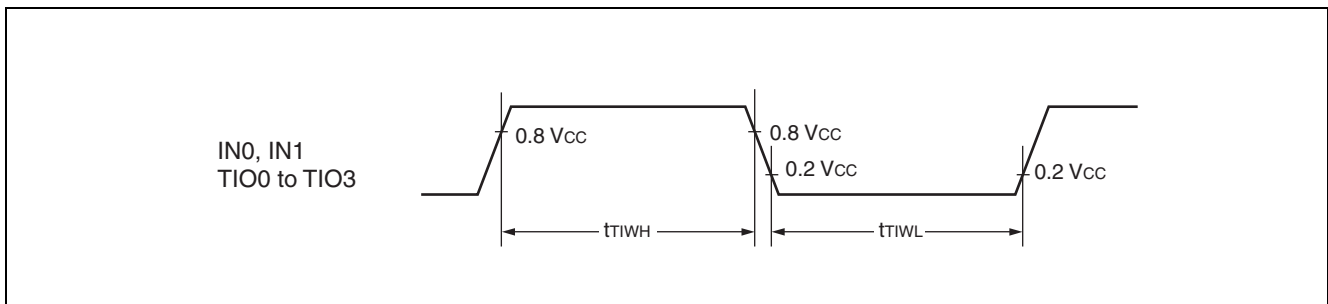 IN0, IN1
TIO0 to TIO3
0.8 VCC
0.8 VCC
0.2 VCC
0.2 VCC
tTIWH
tTIWL